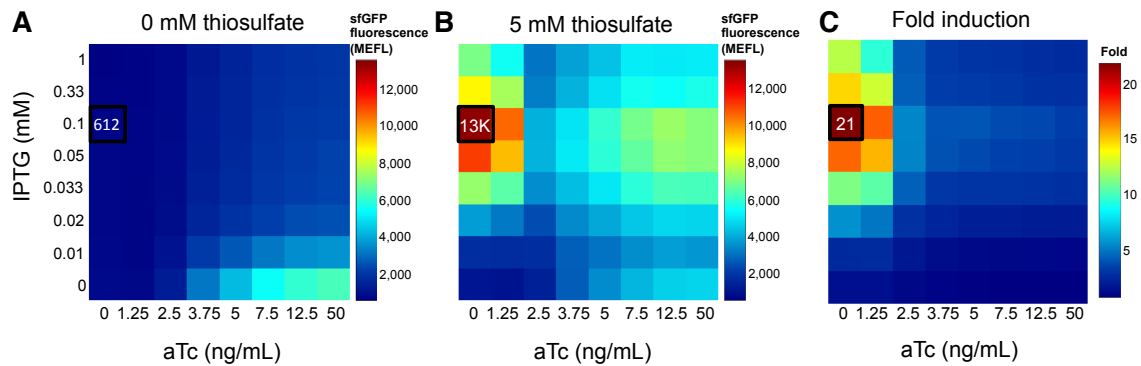 A
0 mM thiosulfate
sfGFP
fluorescence
(MEFL)
IPTG (mM)
1
0.33
0.1
0.05
0.033
0.02
0.01
0
612
12,000
10,000
8,000
6,000
4,000
2,000
0 1.25 2.5 3.75 5 7.5 12.5 50
aTc (ng/mL)
B
5 mM thiosulfate
sfGFP
fluorescence
(MEFL)
13K
12,000
10,000
8,000
6,000
4,000
2,000
0 1.25 2.5 3.75 5 7.5 12.5 50
aTc (ng/mL)
C
Fold induction
Fold
21
20
15
10
5
0 1.25 2.5 3.75 5 7.5 12.5 50
aTc (ng/mL)